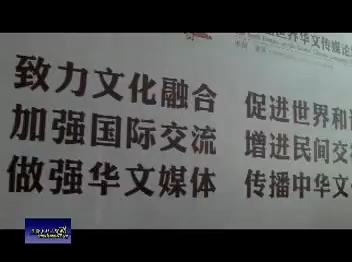 世界华文传媒论
致力文化融合
加强国际交流
做强华文媒体
促进世界和
增进民间交
传播中华文